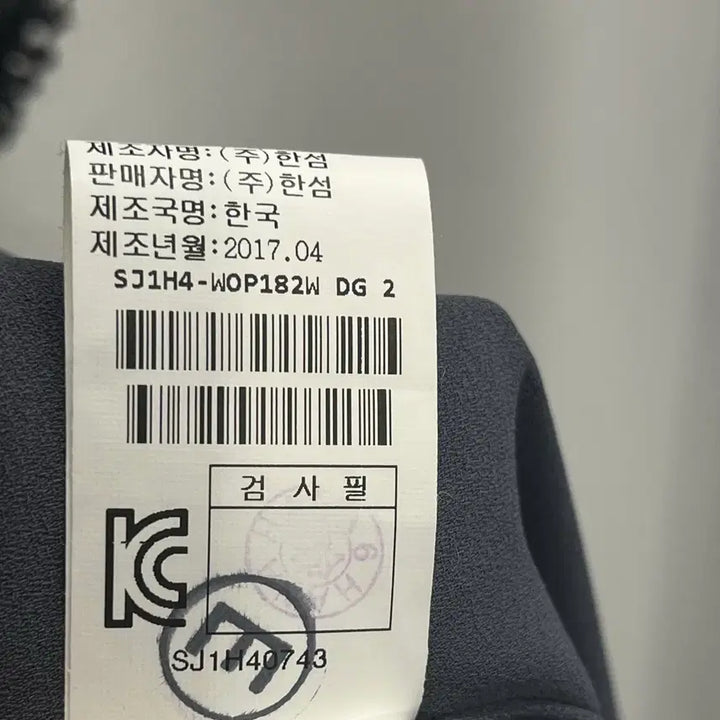 제조자명:(주)한섬
판매자명:(주)한섬
제조국명:한국
제조년월:2017.04
SJ1H4-WOP182W DG 2
검 사 필
KC
E
SJ1H40743